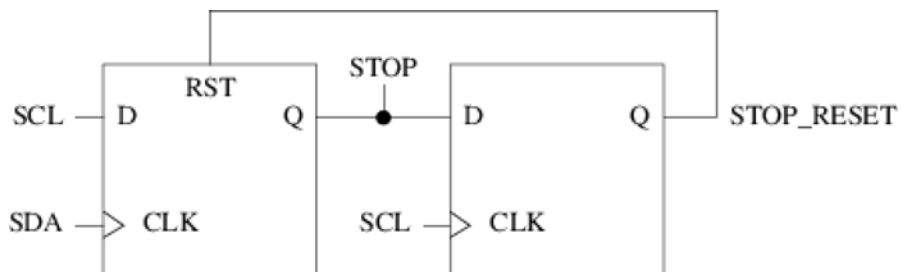 STOP
RST
SCL D Q D Q STOP_RESET
SDA CLK SCL CLK